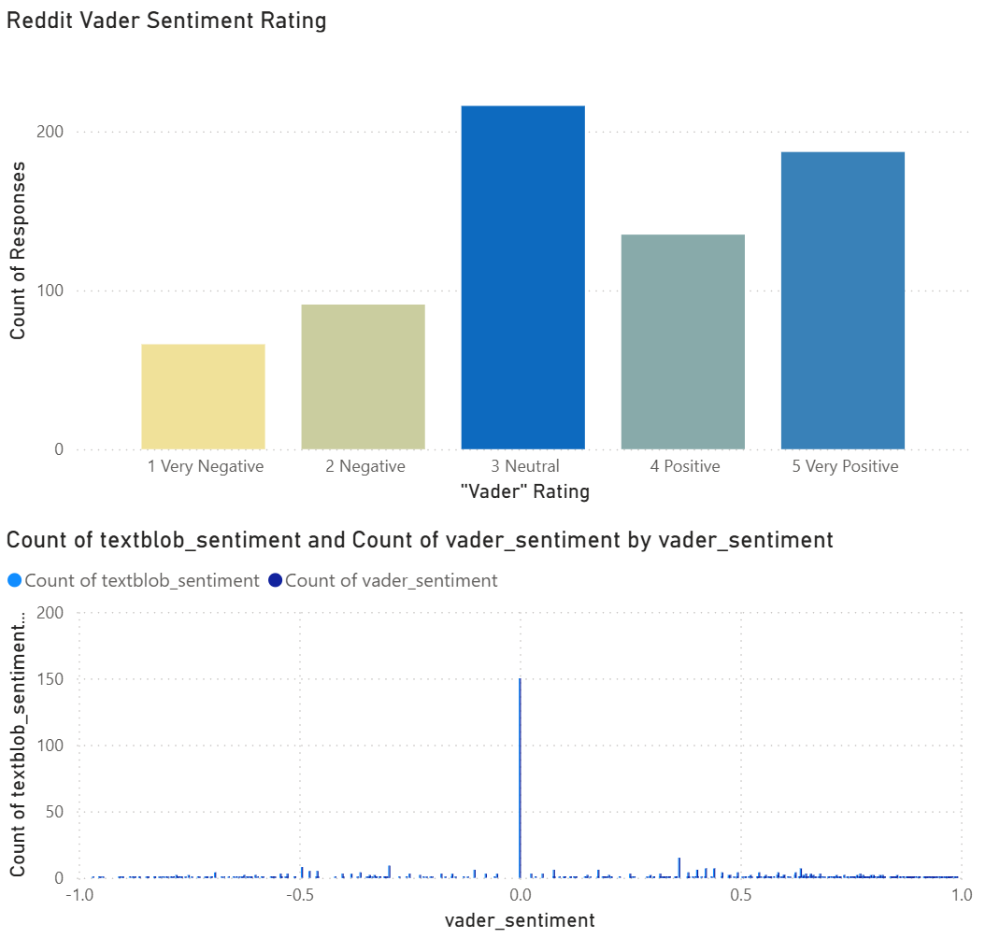 Reddit Vader Sentiment Rating
Count of Responses
200
100
0
1 Very Negative 2 Negative 3 Neutral 4 Positive 5 Very Positive
"Vader" Rating
Count of textblob_sentiment and Count of vader_sentiment by vader_sentiment
Count of textblob_sentiment Count of vader_sentiment
Count of textblob_sentiment...
200
150
100
50
0
-1.0 -0.5 0.0 0.5 1.0
vader_sentiment